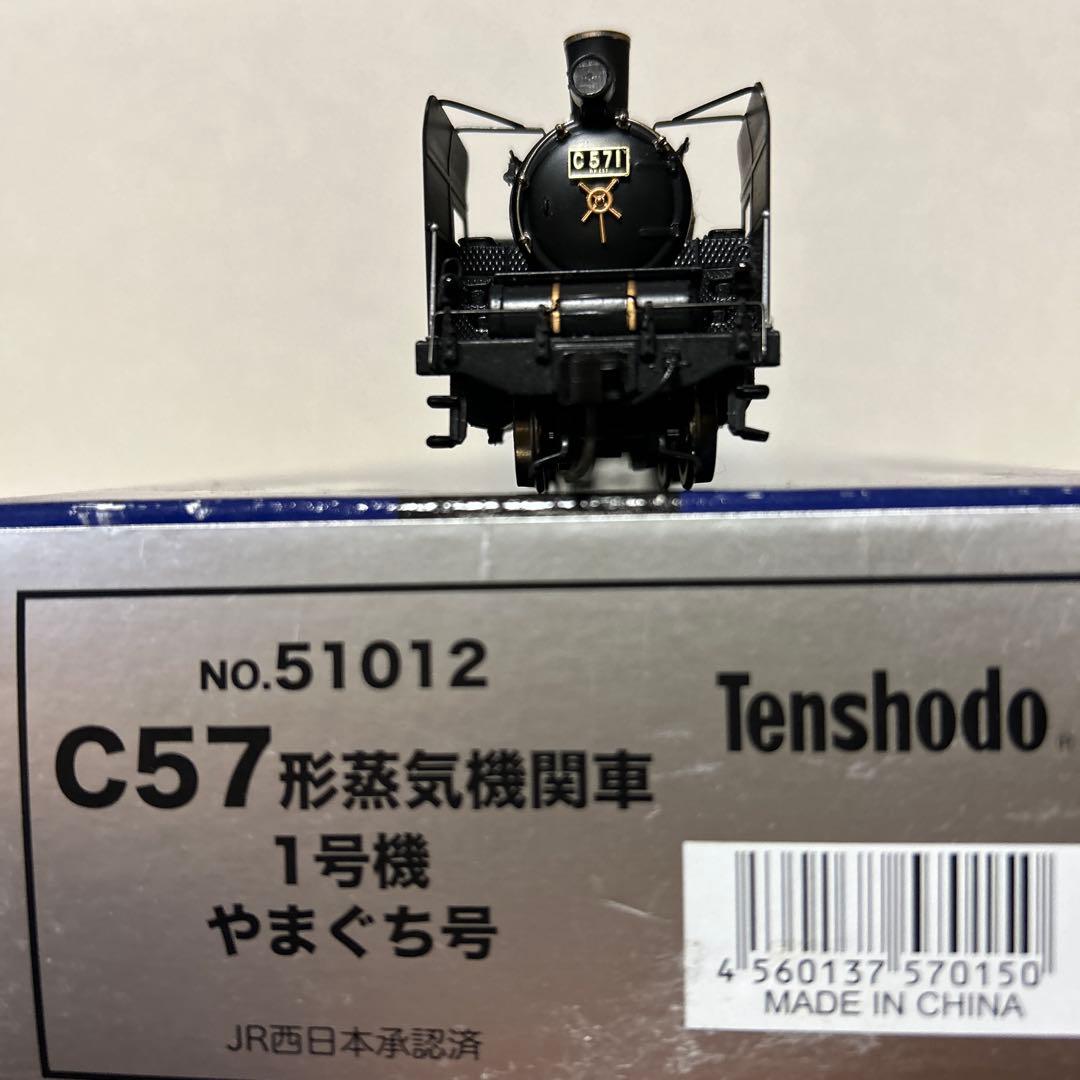 C571
NO.51012
Tenshodo®
C57形蒸気機関車
1号機
やまぐち号
4 560137 570150
MADE IN CHINA
JR西日本承認済